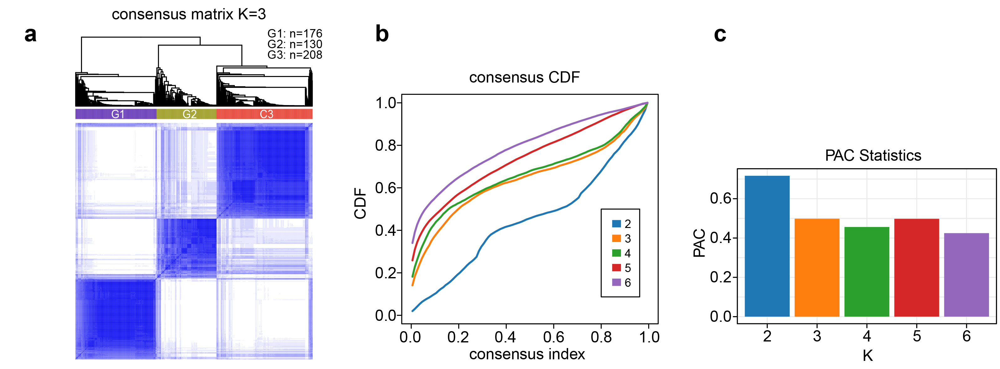 a
consensus matrix K=3
G1: n=176
G2: n=130
G3: n=208
G1 G2 C3
b
consensus CDF
CDF
1.0
0.8
0.6
0.4
0.2
0.0
0.0 0.2 0.4 0.6 0.8 1.0
consensus index
2
3
4
5
6
c
PAC Statistics
PAC
0.6
0.4
0.2
0.0
2 3 4 5 6
K